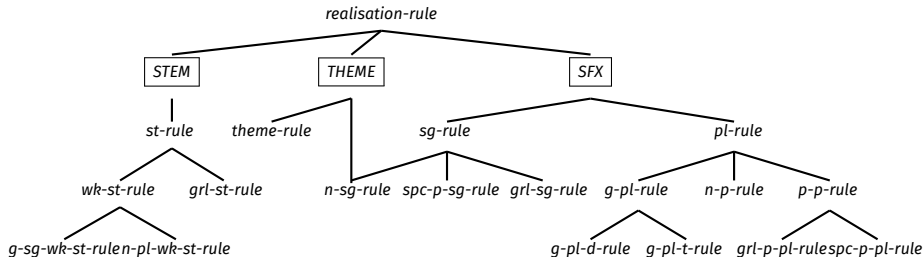 realisation-rule
STEM THEME SFX
st-rule theme-rule sg-rule pl-rule
wk-st-rule grl-st-rule n-sg-rule spc-p-sg-rule grl-sg-rule g-pl-rule n-p-rule p-p-rule
g-sg-wk-st-rule n-pl-wk-st-rule g-pl-d-rule g-pl-t-rule grl-p-pl-rule spc-p-pl-rule